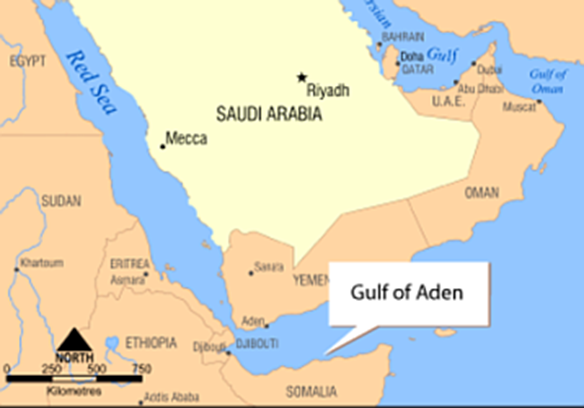 Persian
Gulf
BAHRAIN
Doha
QATAR
EGYPT
Red Sea
Riyadh
SAUDI ARABIA
Dubai
Abu Dhabi
U.A.E.
Gulf of
Oman
Muscat
Mecca
OMAN
SUDAN
Khartoum
ERITREA
Asmara
Sana'a
YEMEN
Gulf of Aden
Aden
ETHIOPIA
Djibouti
DJIBOUTI
NORTH
0 250 500 750
Kilometres
Addis Ababa
SOMALIA